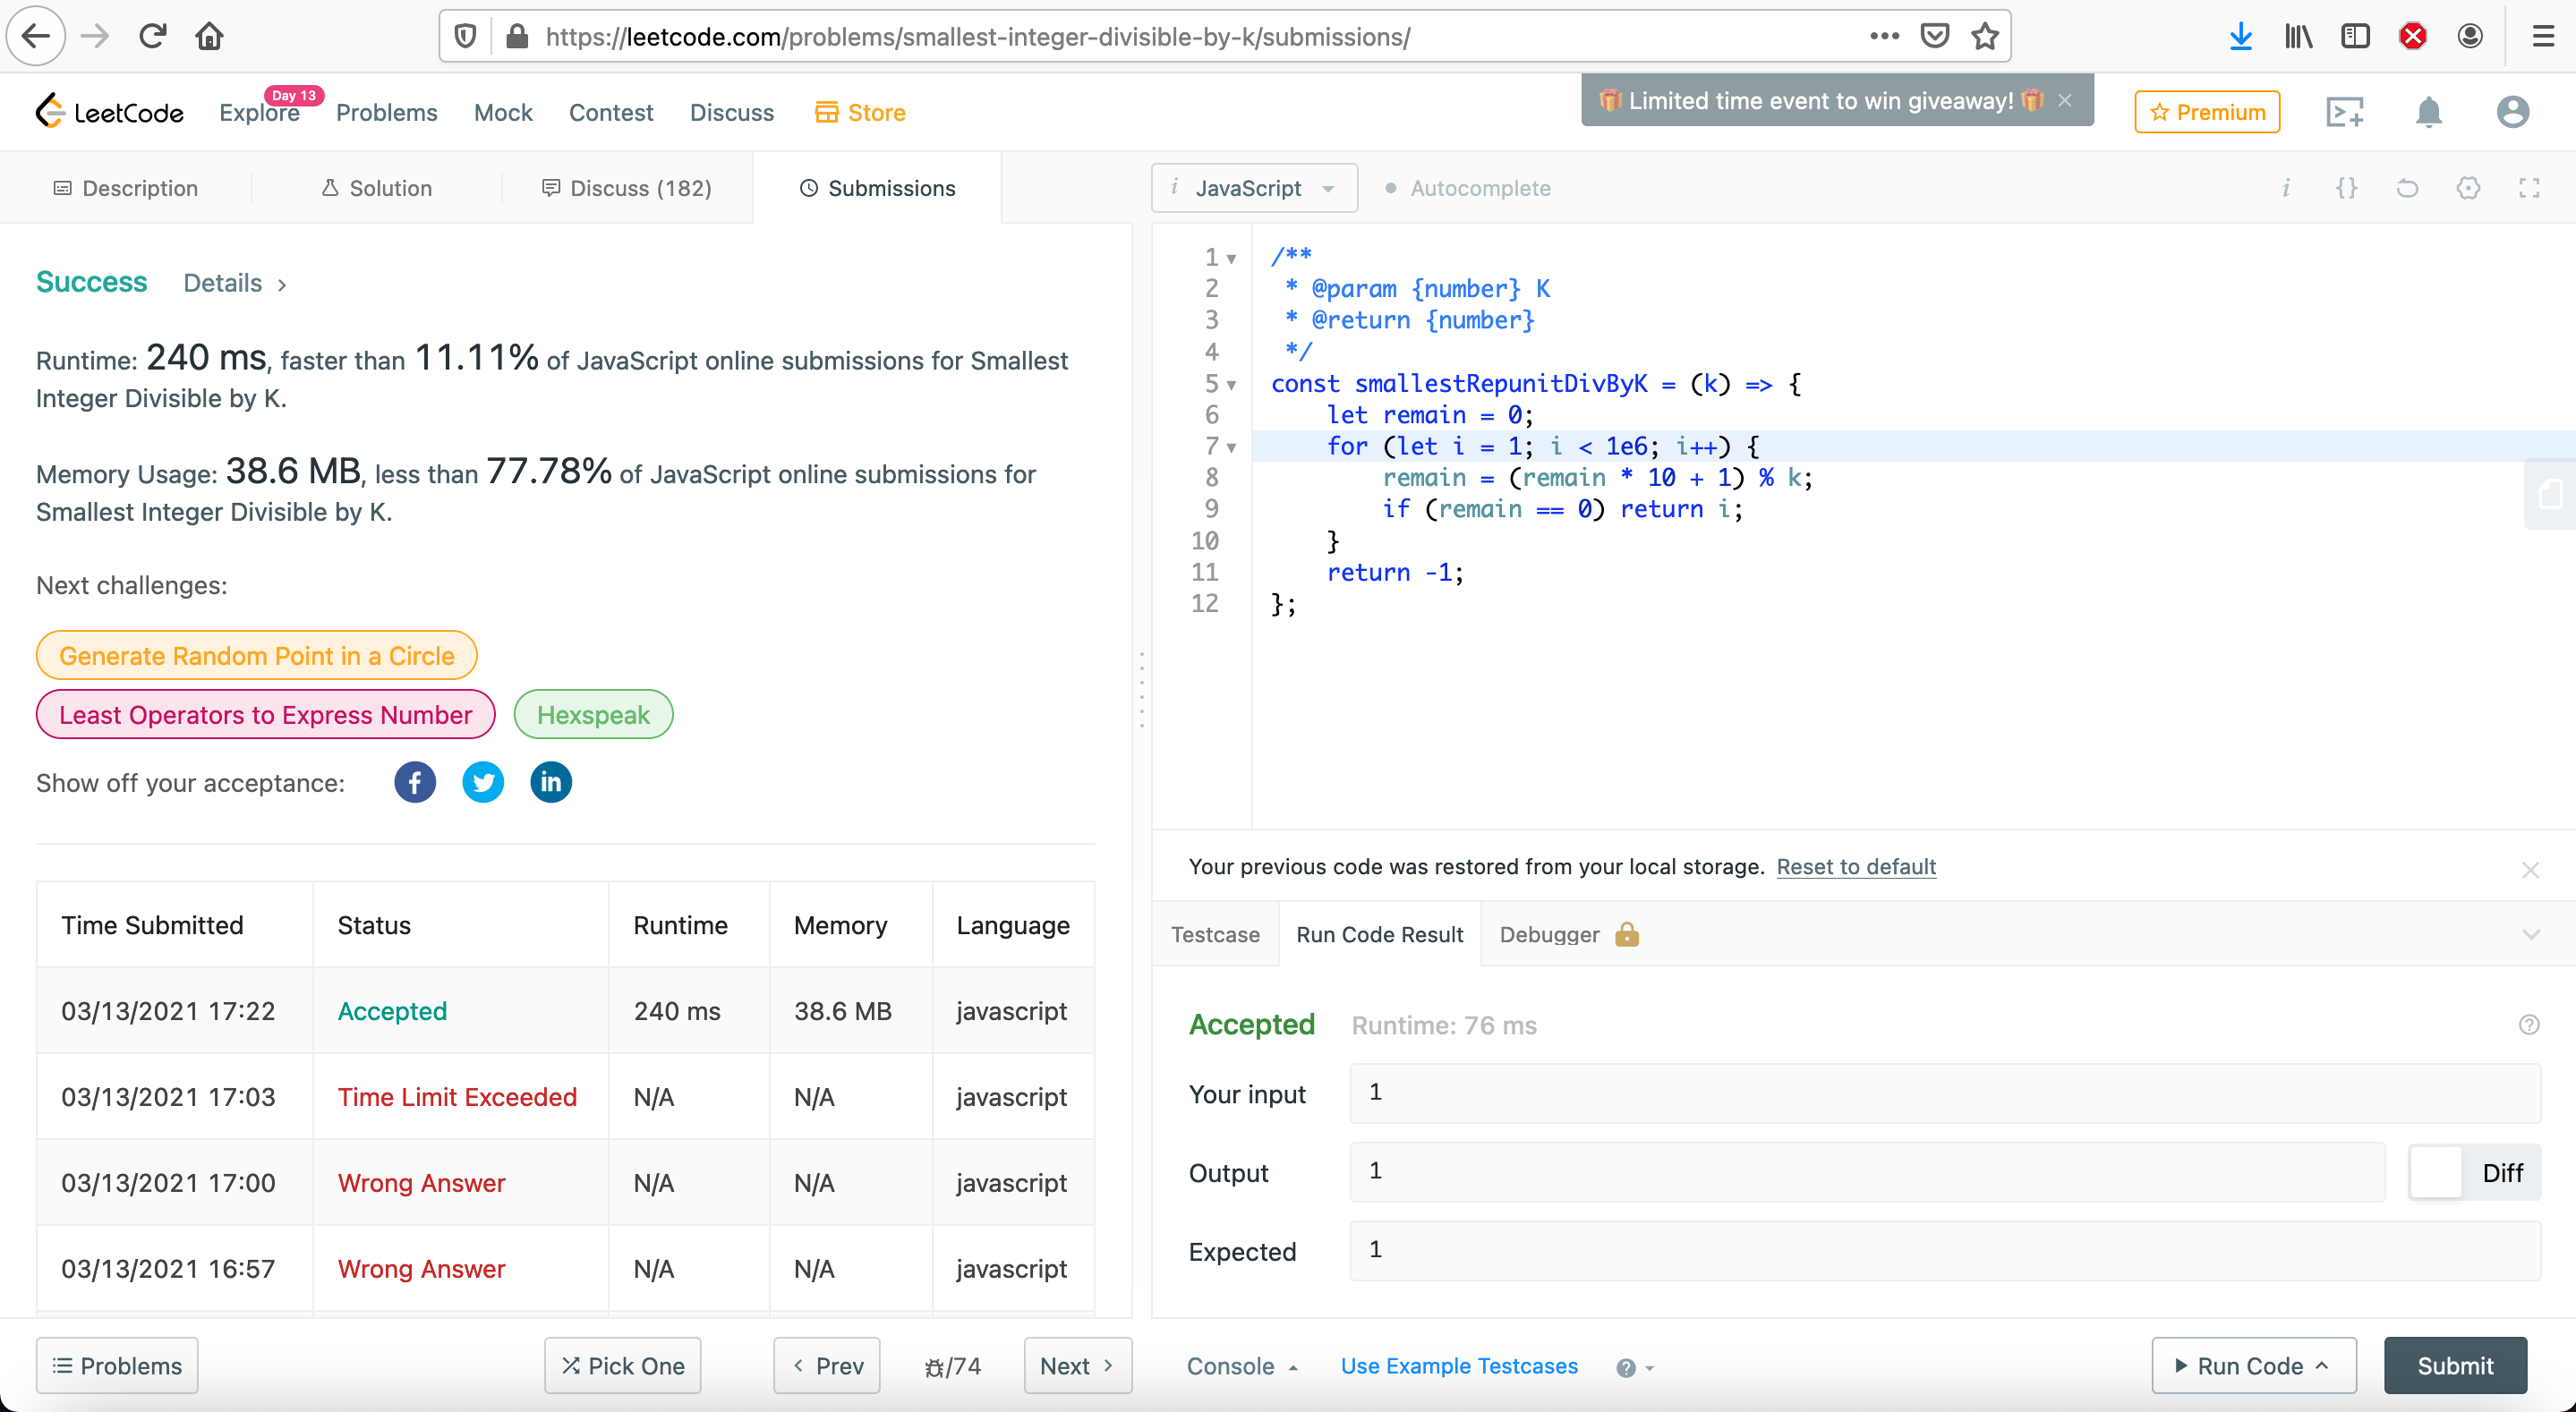 https://leetcode.com/problems/smallest-integer-divisible-by-k/submissions/
LeetCode
Explore
Day 13
Problems
Mock
Contest
Discuss
Store
🎁 Limited time event to win giveaway! 🎁 ×
Premium
Description
Solution
Discuss (182)
Submissions
Success Details >
Runtime: 240 ms, faster than 11.11% of JavaScript online submissions for Smallest
Integer Divisible by K.
Memory Usage: 38.6 MB, less than 77.78% of JavaScript online submissions for
Smallest Integer Divisible by K.
Next challenges:
Generate Random Point in a Circle
Least Operators to Express Number
Hexspeak
Show off your acceptance:
Time Submitted Status Runtime Memory Language
03/13/2021 17:22 Accepted 240 ms 38.6 MB javascript
03/13/2021 17:03 Time Limit Exceeded N/A N/A javascript
03/13/2021 17:00 Wrong Answer N/A N/A javascript
03/13/2021 16:57 Wrong Answer N/A N/A javascript
Problems
Pick One
< Prev
/74
Next >
i JavaScript
Autocomplete
1 /**
2  * @param {number} K
3  * @return {number}
4  */
5 const smallestRepunitDivByK = (k) => {
6     let remain = 0;
7     for (let i = 1; i < 1e6; i++) {
8         remain = (remain * 10 + 1) % k;
9         if (remain == 0) return i;
10     }
11     return -1;
12 };
Your previous code was restored from your local storage. Reset to default
Testcase
Run Code Result
Debugger
Accepted Runtime: 76 ms
Your input 1
Output 1
Diff
Expected 1
Console
Use Example Testcases
Run Code
Submit